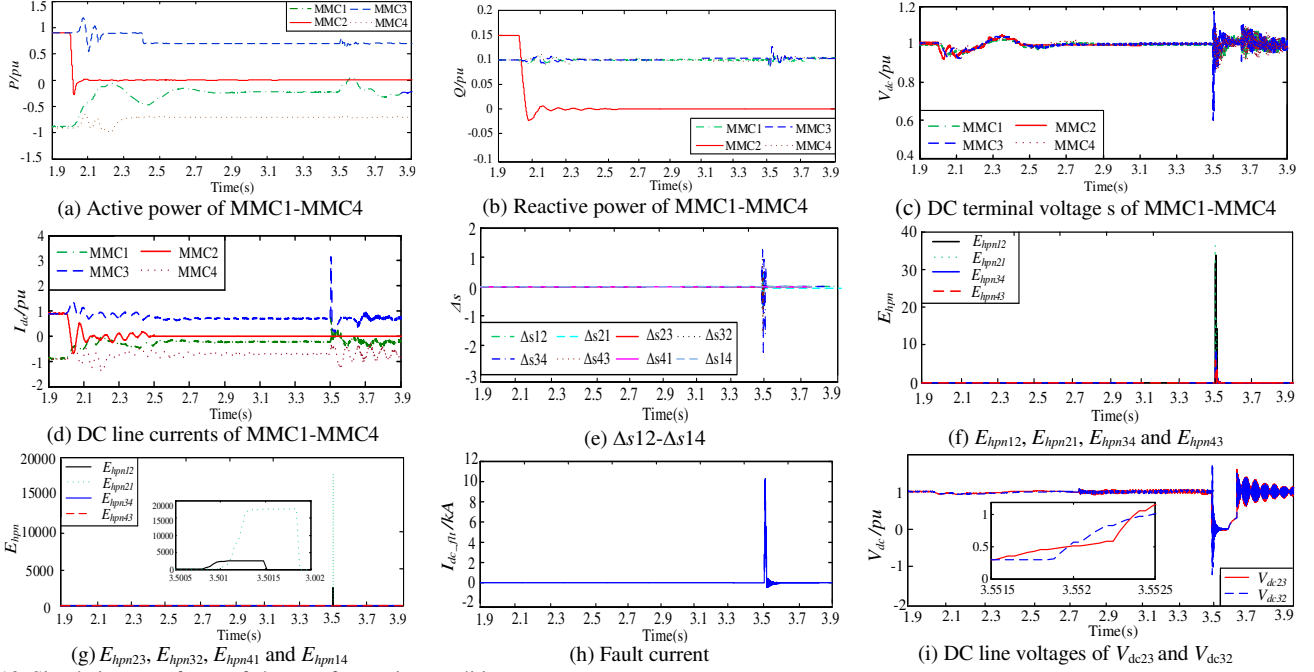 1.5
1
0.5
0
-0.5
-1
-1.5
P/pu
MMC1 MMC3
MMC2 MMC4
1.9 2.1 2.3 2.5 2.7 2.9 3.1 3.3 3.5 3.7 3.9
Time(s)
(a) Active power of MMC1-MMC4
0.2
0.15
0.1
0.05
0
-0.05
0.1
Q/pu
MMC1 MMC3
MMC2 MMC4
1.9 2.1 2.3 2.5 2.7 2.9 3.1 3.3 3.5 3.7 3.9
Time(s)
(b) Reactive power of MMC1-MMC4
1.2
1
0.8
0.6
0.4
Vdc/pu
MMC1 MMC2
MMC3 MMC4
1.9 2.1 2.3 2.5 2.7 2.9 3.1 3.3 3.5 3.7 3.9
Time(s)
(c) DC terminal voltage s of MMC1-MMC4
4
3
2
1
0
-1
-2
Idc/pu
MMC1 MMC2
MMC3 MMC4
1.9 2.1 2.3 2.5 2.7 2.9 3.1 3.3 3.5 3.7 3.9
Time(s)
(d) DC line currents of MMC1-MMC4
2
1
0
-1
-2
-3
Δs
Δs12 Δs21 Δs23 Δs32
Δs34 Δs43 Δs41 Δs14
1.9 2.1 2.3 2.5 2.7 2.9 3.1 3.3 3.5 3.7 3.9
Time(s)
(e) Δs12-Δs14
40
30
20
10
0
Ehpn
Ehpn12
Ehpn21
Ehpn34
Ehpn43
1.9 2.1 2.3 2.5 2.7 2.9 3.1 3.3 3.5 3.7 3.9
Time(s)
(f) Ehpn12, Ehpn21, Ehpn34 and Ehpn43
20000
15000
10000
5000
0
Ehpn
Ehpn12
Ehpn21
Ehpn34
Ehpn43
20000
15000
10000
5000
0
3.5005 3.501 3.5015 3.002
1.9 2.1 2.3 2.5 2.7 2.9 3.1 3.3 3.5 3.7 3.9
Time(s)
(g) Ehpn23, Ehpn32, Ehpn41 and Ehpn14
12
10
8
6
4
2
0
-2
Idc_flt/kA
1.9 2.1 2.3 2.5 2.7 2.9 3.1 3.3 3.5 3.7 3.9
Time(s)
(h) Fault current
2
1
0
-1
2
Vdc/pu
1
0.5
0
3.5515 3.552 3.5525
Vdc23
Vdc32
1.9 2.1 2.3 2.5 2.7 2.9 3.1 3.3 3.5 3.7 3.9
Time(s)
(i) DC line voltages of Vdc23 and Vdc32